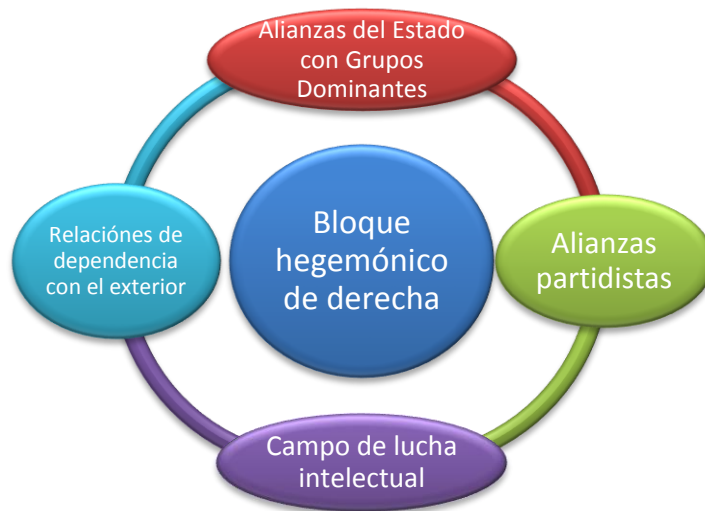 Alianzas del Estado
con Grupos
Dominantes
Relaciónes de
dependencia
con el exterior
Bloque
hegemónico
de derecha
Alianzas
partidistas
Campo de lucha
intelectual